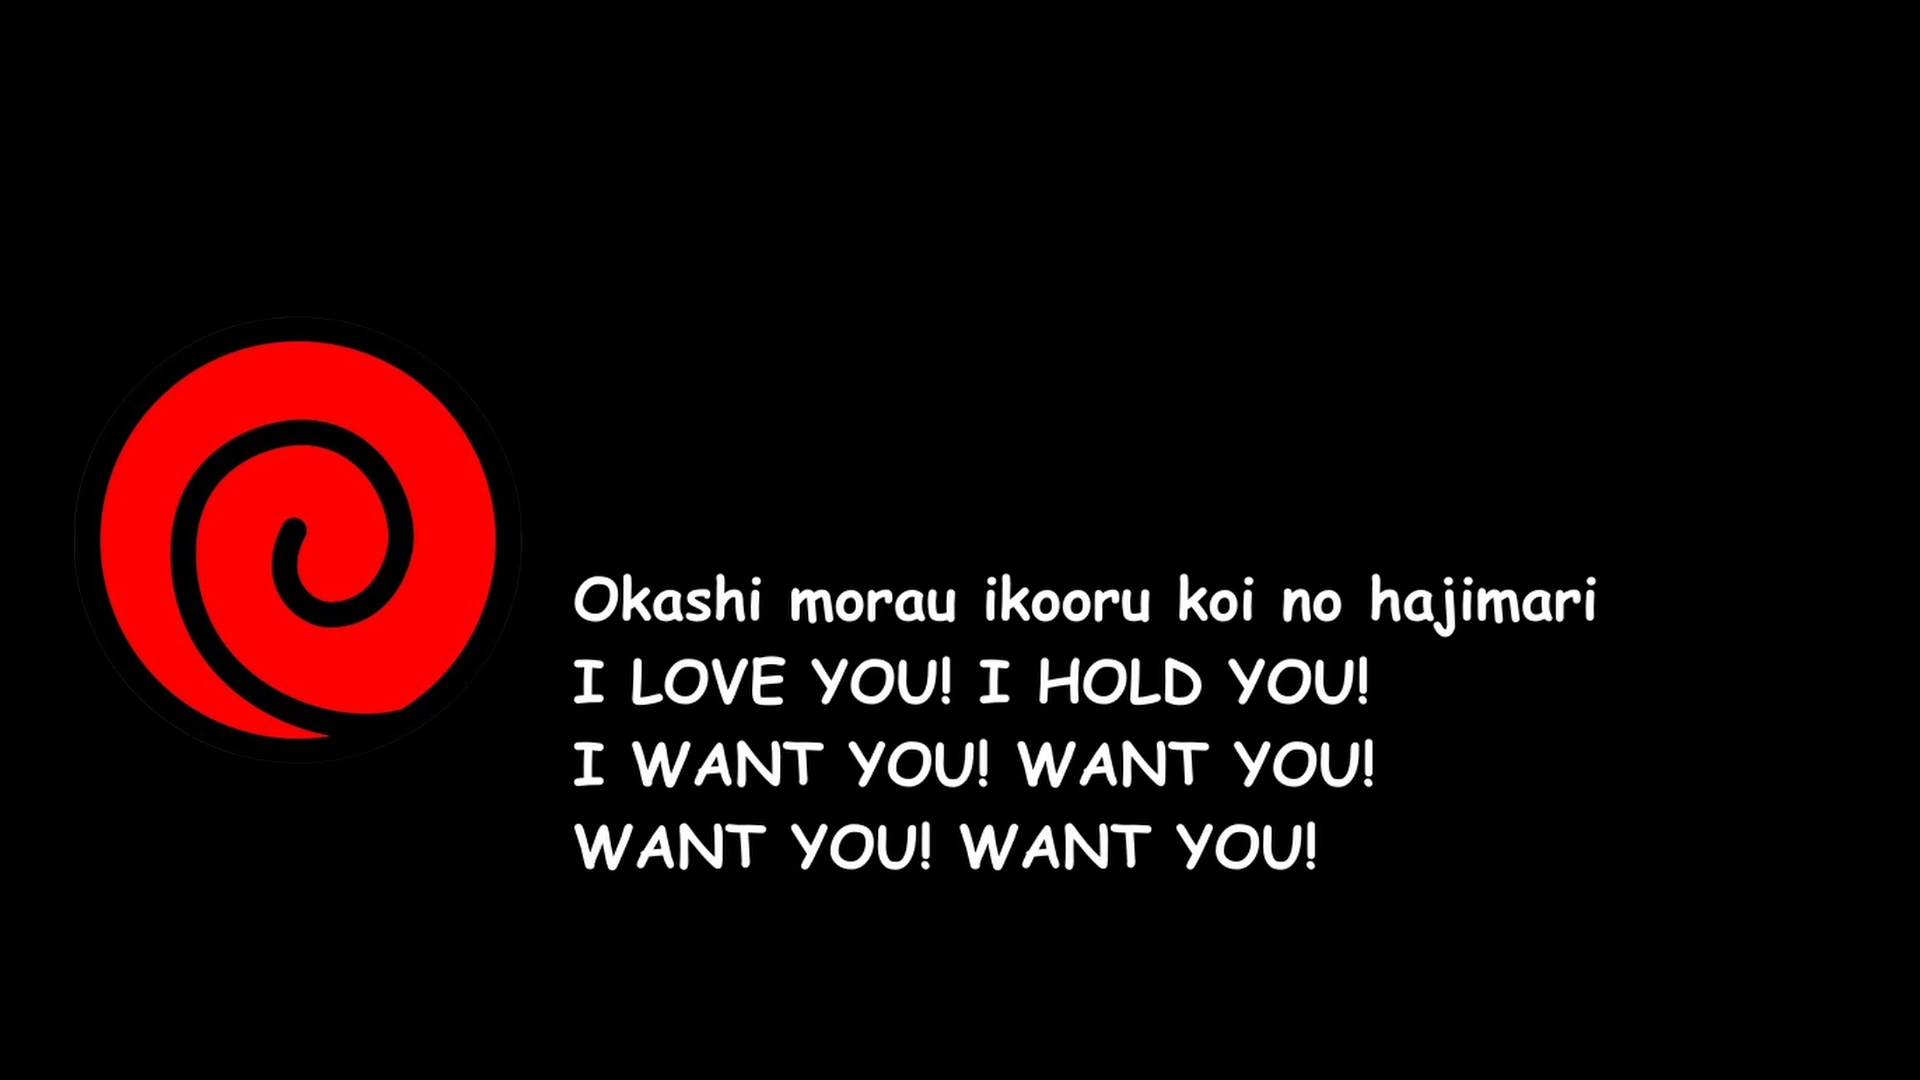 Okashi morau ikooru koi no hajimari
I LOVE YOU! I HOLD YOU!
I WANT YOU! WANT YOU!
WANT YOU! WANT YOU!